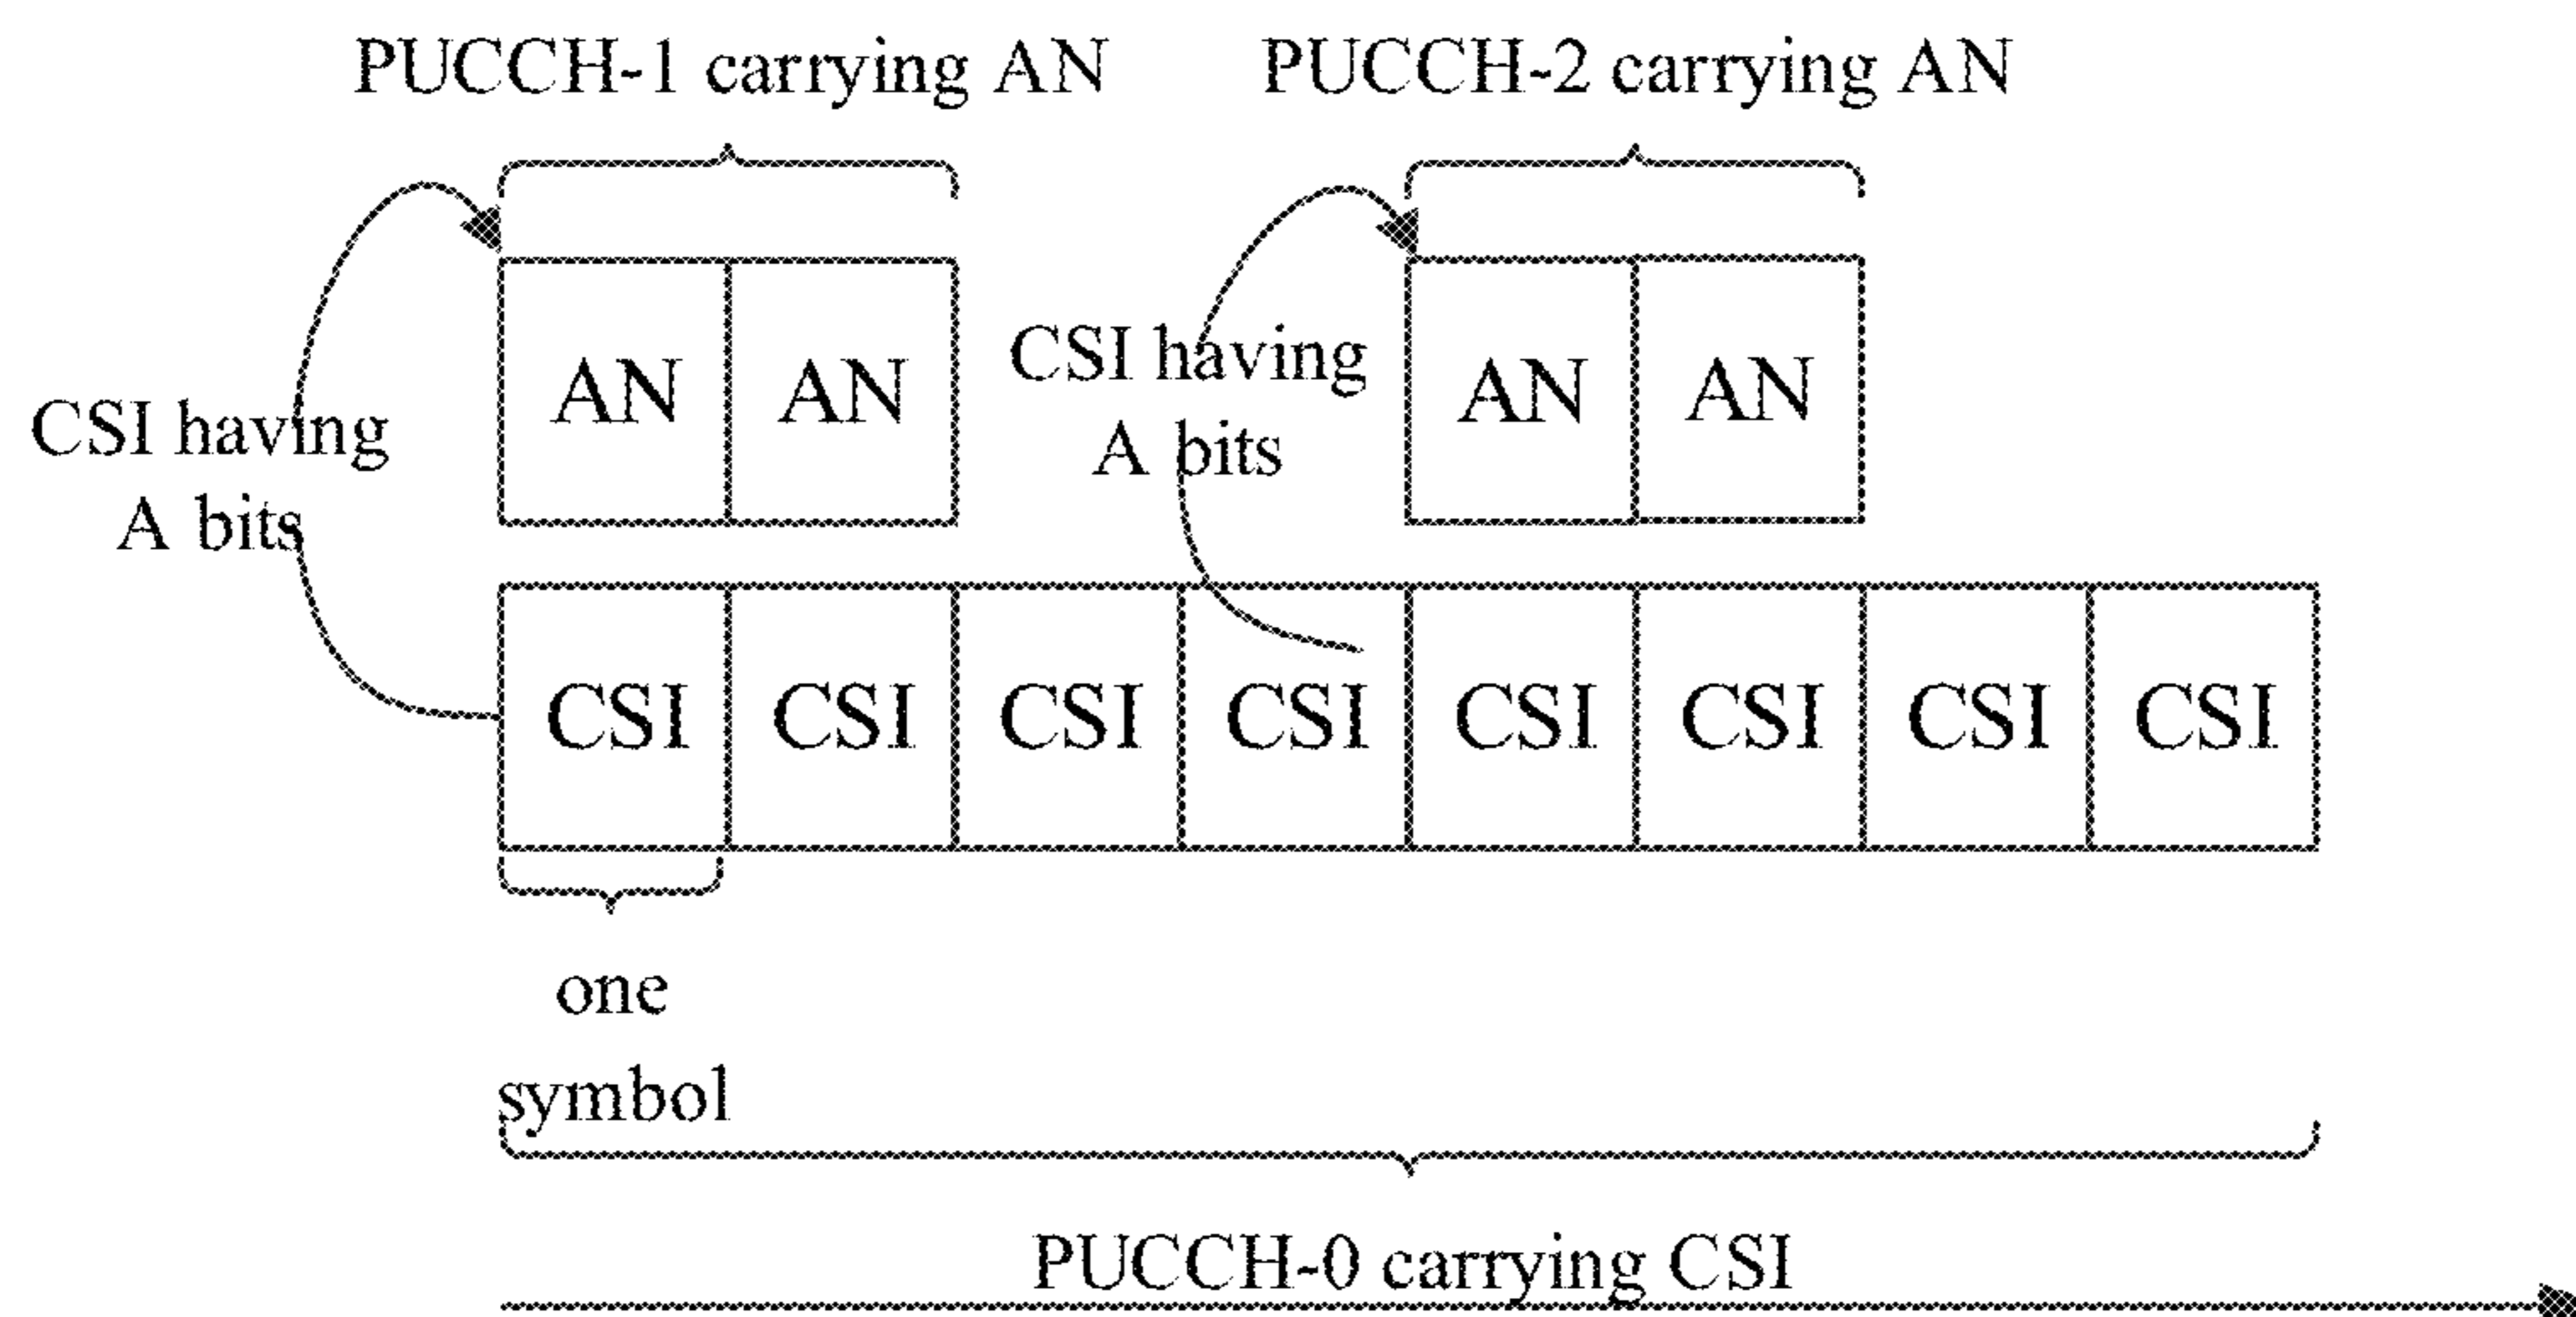 PUCCH-1 carrying AN
PUCCH-2 carrying AN
CSI having
A bits
AN AN
CSI having
A bits
AN AN
CSI CSI CSI CSI CSI CSI CSI CSI
one
symbol
PUCCH-0 carrying CSI